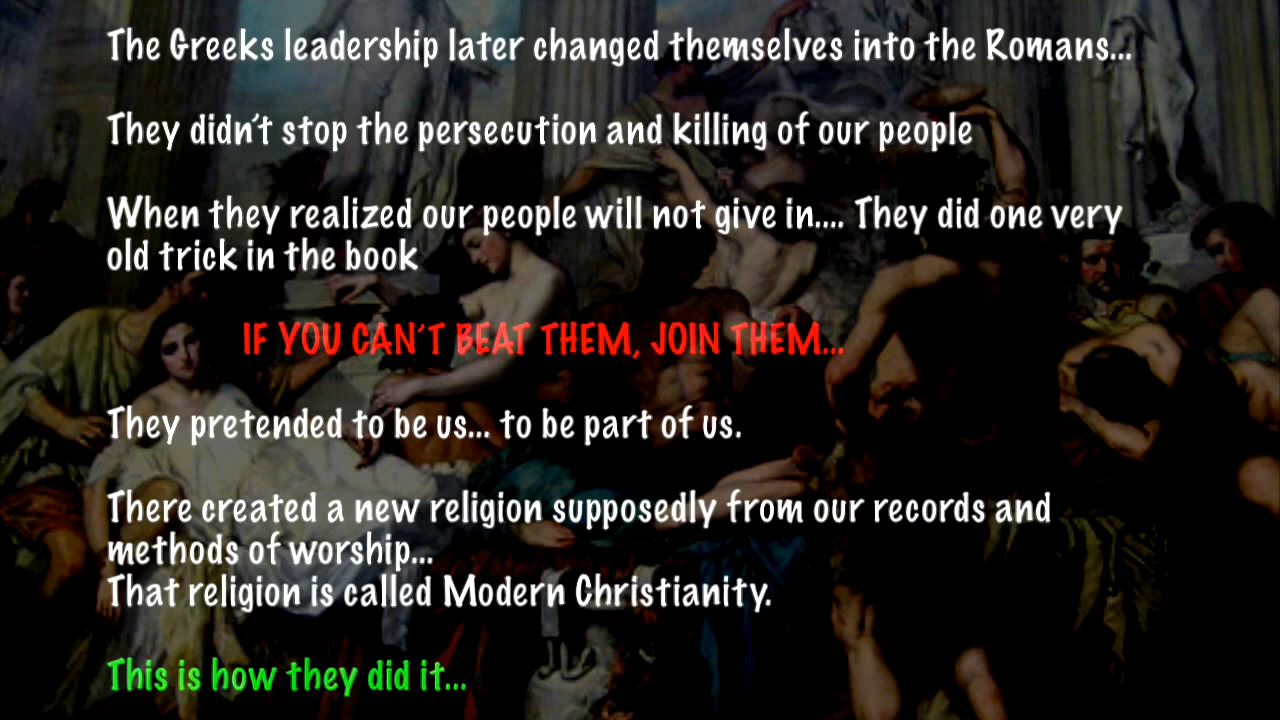 The Greeks leadership later changed themselves into the Romans...
They didn't stop the persecution and killing of our people
When they realized our people will not give in.... They did one very
old trick in the book
IF YOU CAN'T BEAT THEM, JOIN THEM...
They pretended to be us... to be part of us.
There created a new religion supposedly from our records and
methods of worship...
That religion is called Modern Christianity.
This is how they did it...